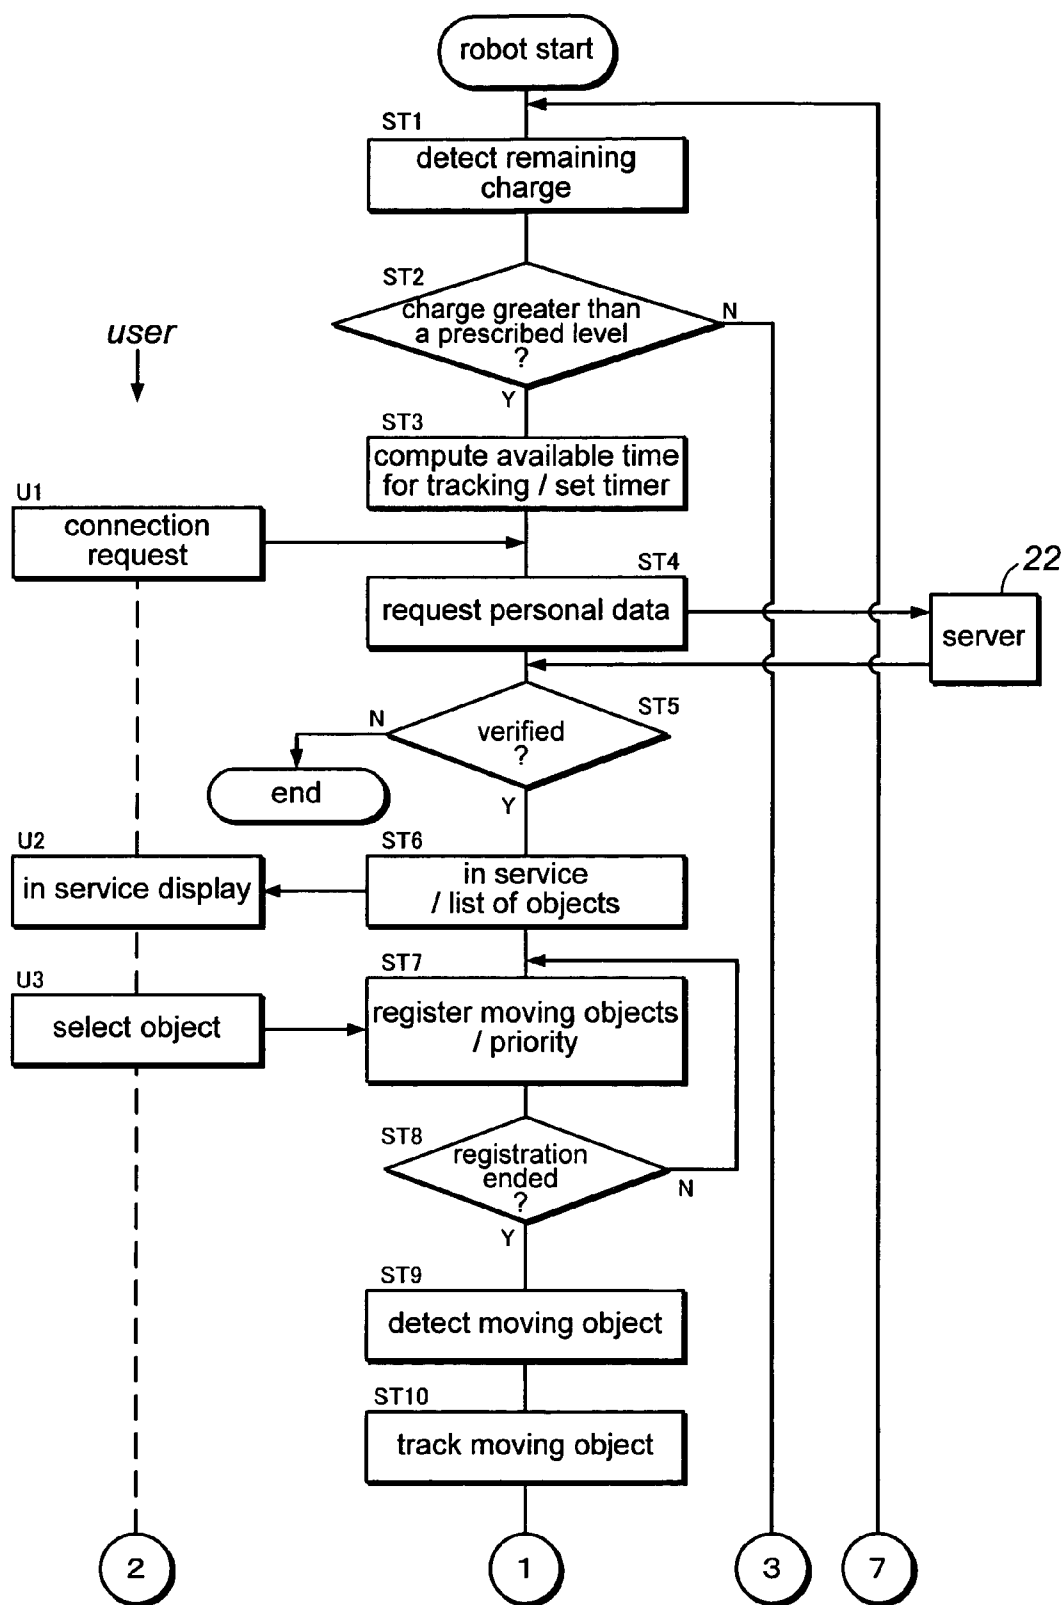 robot start
ST1
detect remaining
charge
ST2
charge greater than
a prescribed level
?
N
Y
user
ST3
compute available time
for tracking / set timer
U1
connection
request
ST4
request personal data
22
server
ST5
verified
?
N
end
Y
U2
in service display
ST6
in service
/ list of objects
U3
select object
ST7
register moving objects
/ priority
ST8
registration
ended
?
N
Y
ST9
detect moving object
ST10
track moving object
2
1
3
7